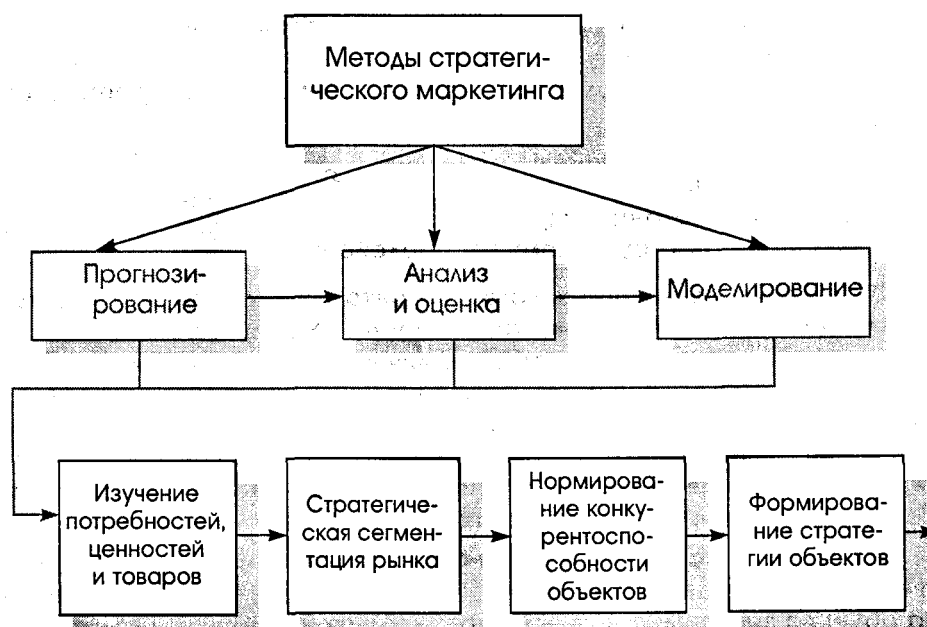 Методы стратеги-
ческого маркетинга
Прогнози-
рование
Анализ
и оценка
Моделирование
Изучение
потребностей,
ценностей
и товаров
Стратегиче-
ская сегмен-
тация рынка
Нормирова-
ние конку-
рентоспо-
собности
объектов
Формирова-
ние страте-
гии объектов